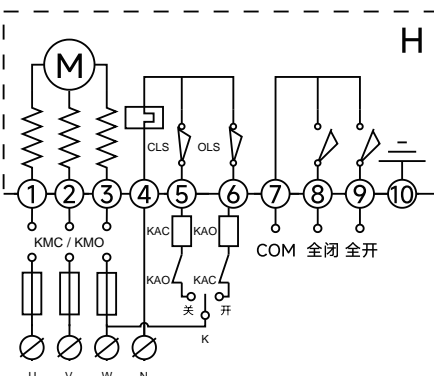 H
M
CLS OLS
1 2 3 4 5 6 7 8 9 10
KAC KAO
KMC / KMO
COM 全闭 全开
KAO KAC
关 开
K
U V W N